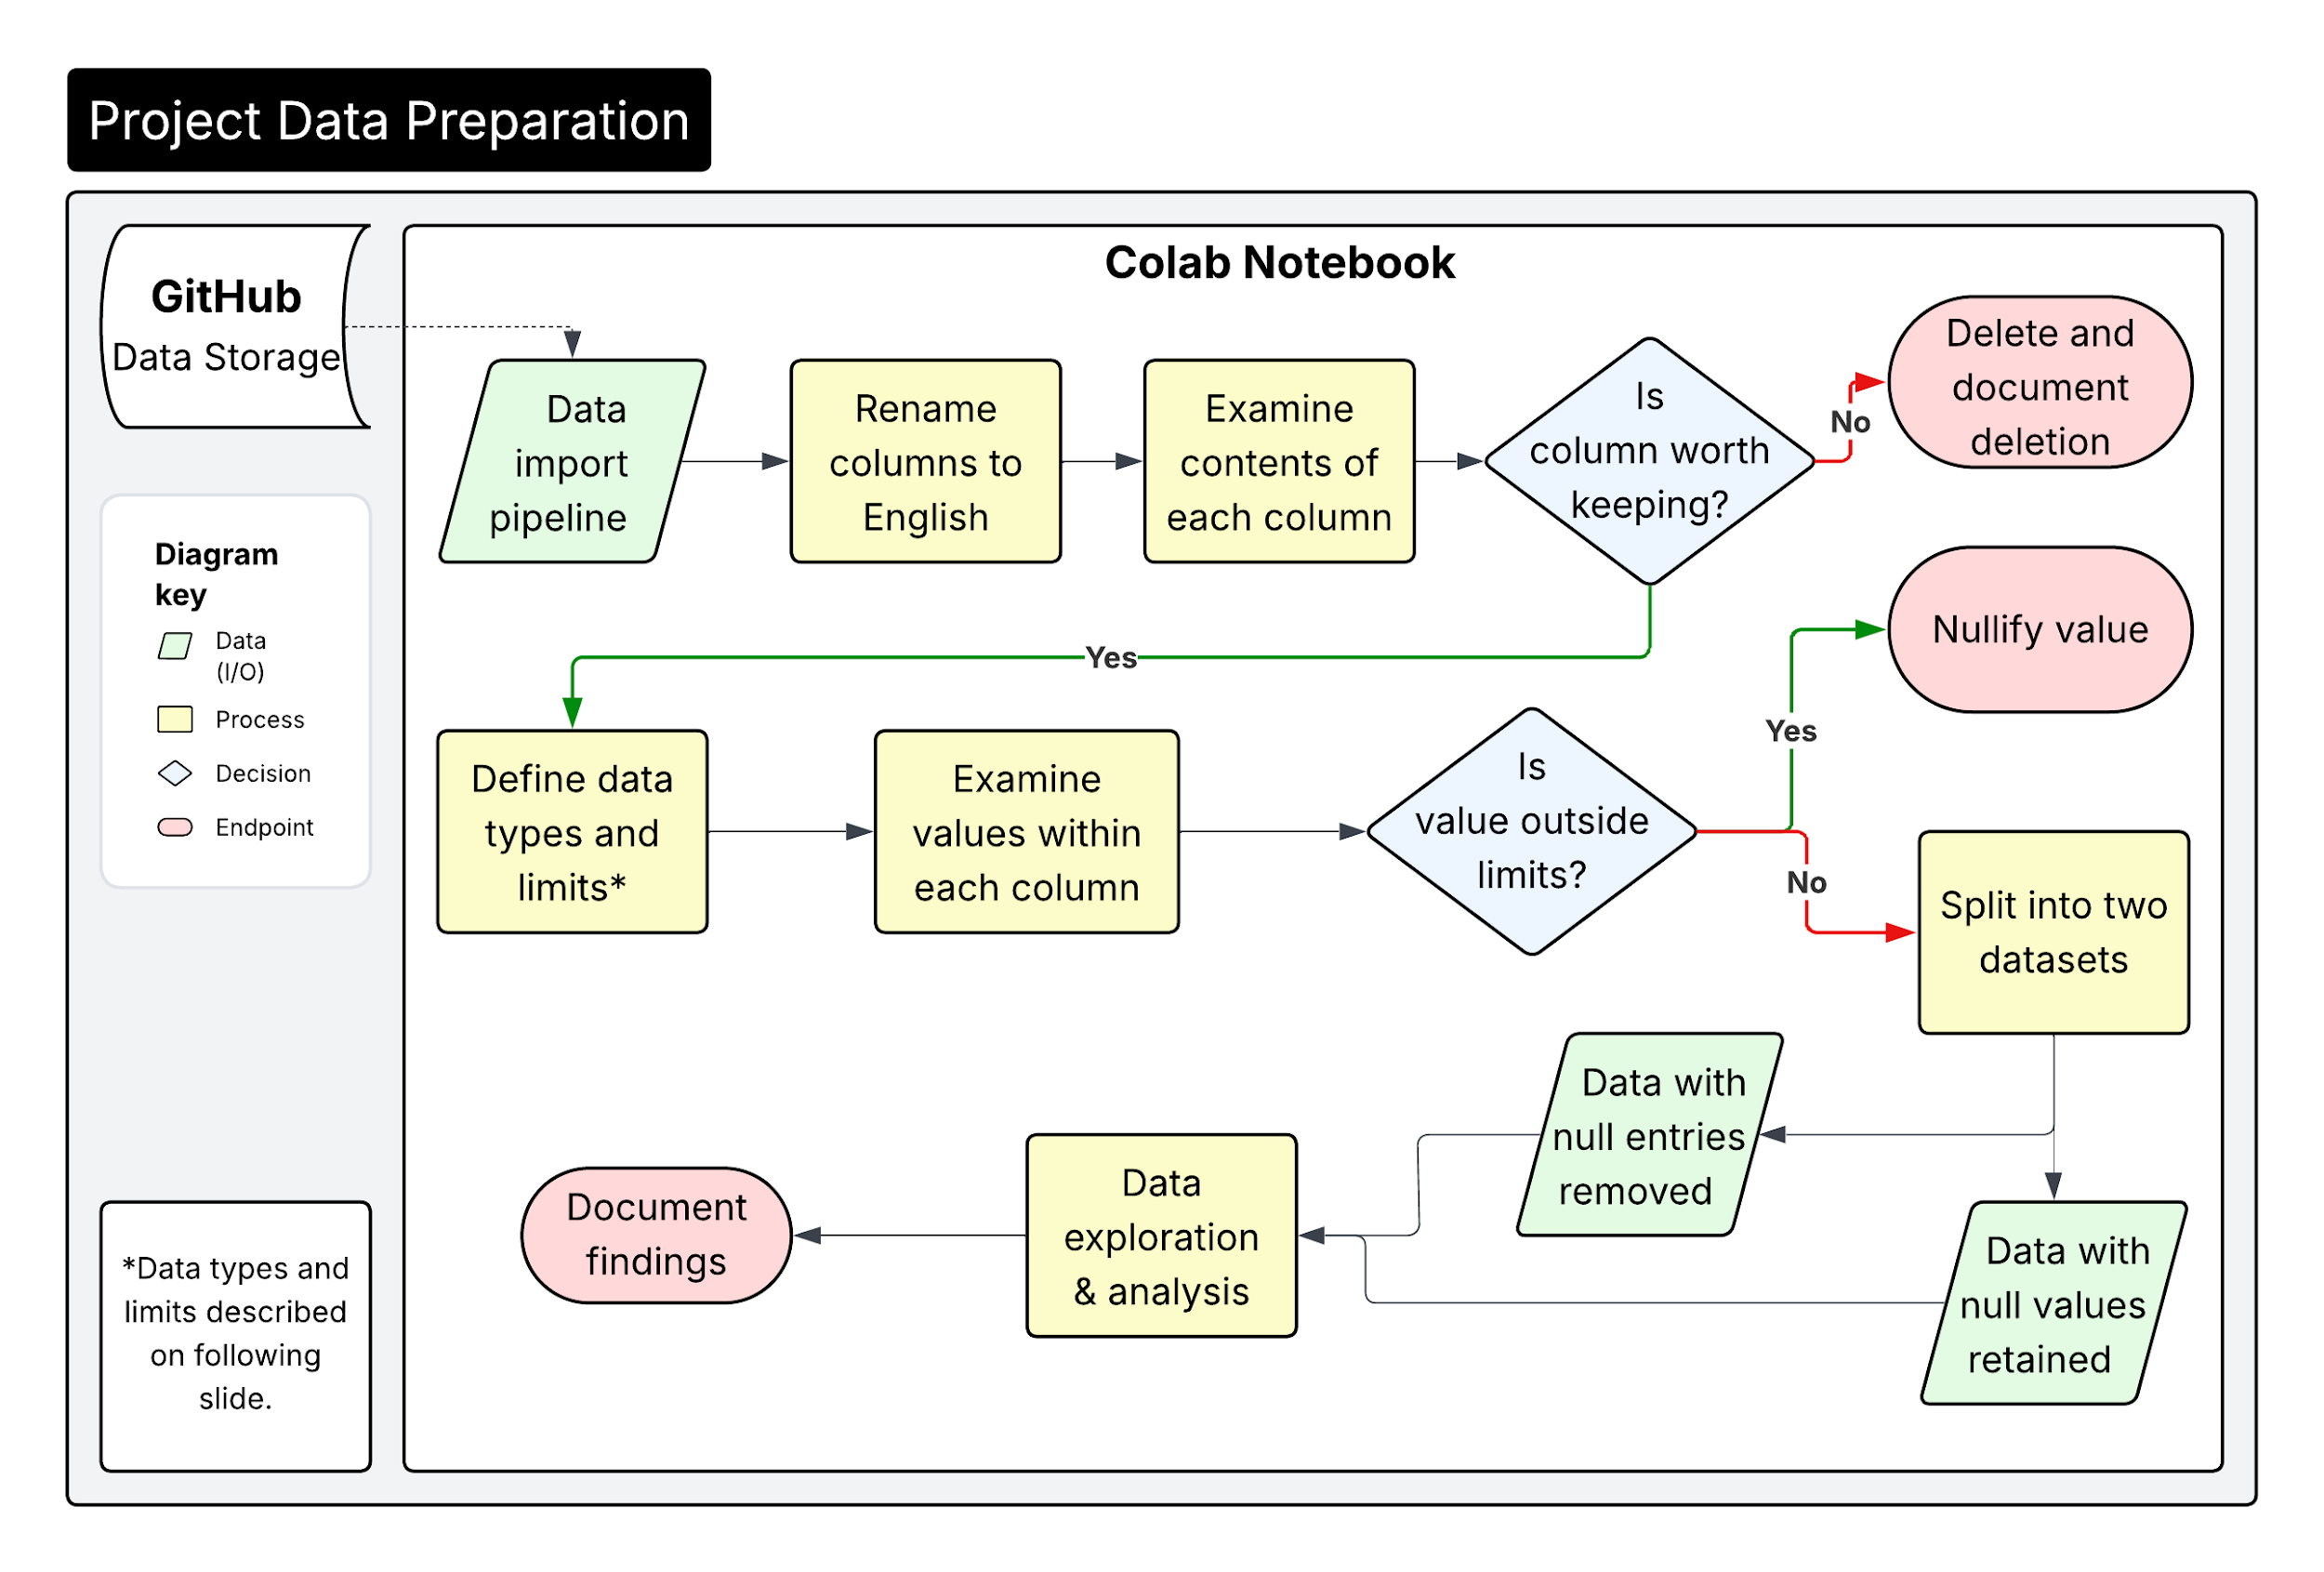 Project Data Preparation
GitHub
Data Storage
Colab Notebook
Data
import
pipeline
Rename
columns to
English
Examine
contents of
each column
Is
column worth
keeping?
No
Delete and
document
deletion
Yes
Diagram
key
Data
(I/O)
Process
Decision
Endpoint
Define data
types and
limits*
Examine
values within
each column
Is
value outside
limits?
Yes
Nullify value
No
Split into two
datasets
Data with
null entries
removed
Data with
null values
retained
Data
exploration
& analysis
Document
findings
*Data types and
limits described
on following
slide.